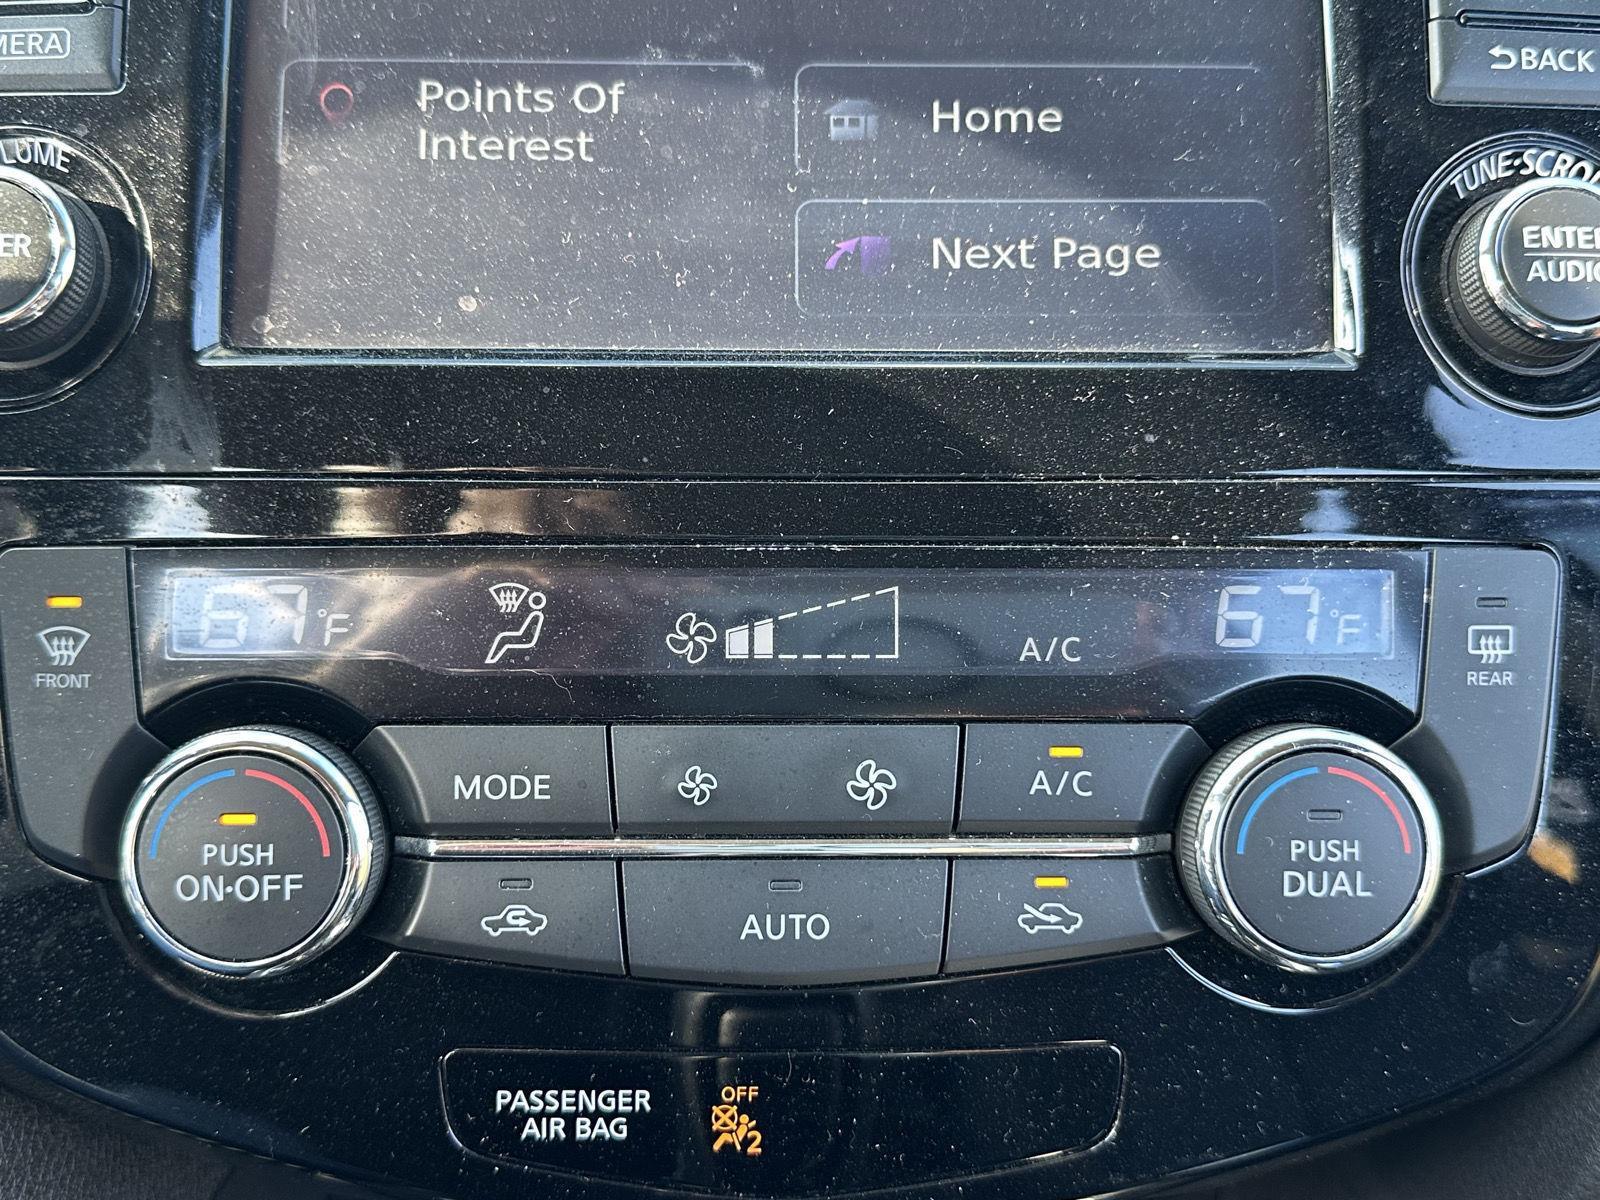 MERA
BACK
Points Of
Interest
Home
Next Page
LUME
ER
TUNE·SCRO
ENTE
AUDIO
67°F
A/C
67°F
FRONT
REAR
MODE
A/C
PUSH
ON·OFF
AUTO
PUSH
DUAL
PASSENGER
AIR BAG
OFF
2